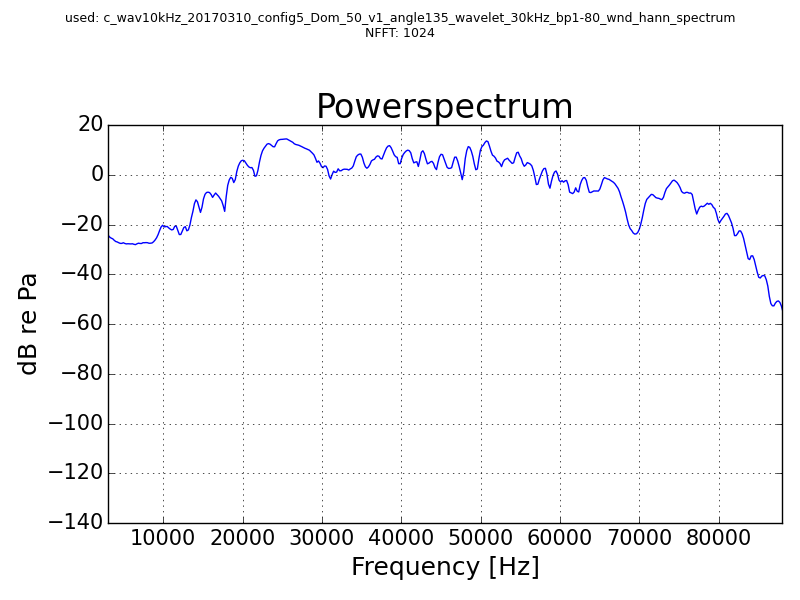 used: c_wav10kHz_20170310_config5_Dom_50_v1_angle135_wavelet_30kHz_bp1-80_wnd_hann_spectrum
NFFT: 1024
Powerspectrum
20
0
−20
−40
−60
−80
−100
−120
−140
dB re Pa
10000 20000 30000 40000 50000 60000 70000 80000
Frequency [Hz]